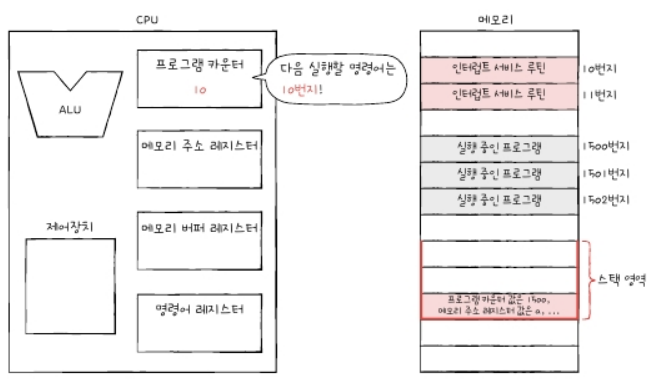 CPU
프로그램 카운터
10
다음 실행할 명령어는
10번지!
ALU
메모리 주소 레지스터
메모리 버퍼 레지스터
제어장치
명령어 레지스터
메모리
인터럽트 서비스 루틴
10번지
인터럽트 서비스 루틴
11번지
실행 중인 프로그램
1500번지
실행 중인 프로그램
1501번지
실행 중인 프로그램
1502번지
스택 영역
프로그램 카운터 값은 1500,
메모리 주소 레지스터 값은 a, ...